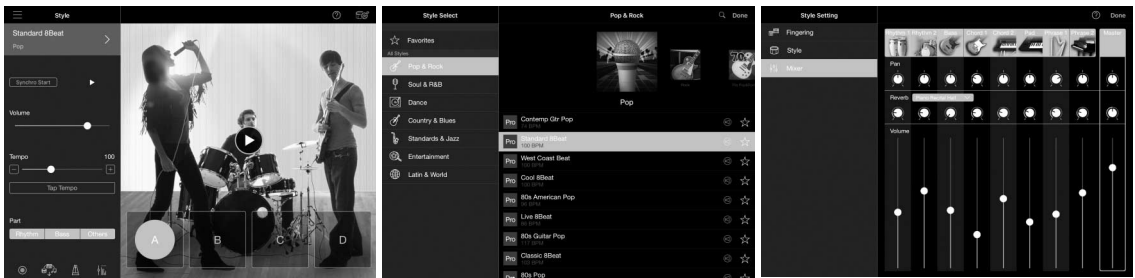 Style
Standard 8Beat
Pop
Synchro Start
Volume
Tempo 100
Tap Tempo
Part
Rhythm Bass Others
A B C D
Style Select
Favorites
All Styles
Pop & Rock
Soul & R&B
Dance
Country & Blues
Standards & Jazz
Entertainment
Latin & World
Pop & Rock
Done
Pop
Pro Contemp Gtr Pop
Pro Standard 8Beat
100 BPM
Pro West Coast Beat
100 BPM
Pro Cool 8Beat
Pro 80s American Pop
Pro Live 8Beat
Pro 80s Guitar Pop
117 BPM
Pro Classic 8Beat
Pro 80s Pop
Style Setting
Fingering
Style
Mixer
Done
Rhythm 1 Rhythm 2 Bass Chord 1 Chord 2 Pad Phrase 1 Phrase 2 Master
Pan
Reverb
Volume